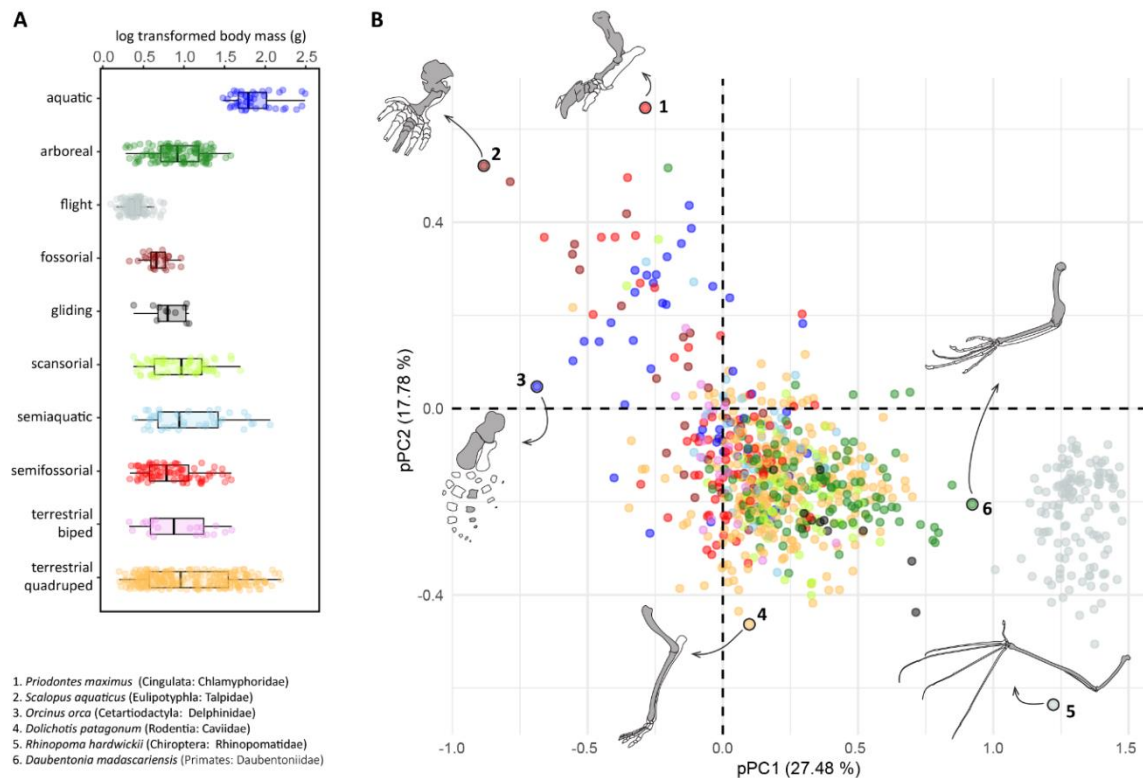 A
log transformed body mass (g)
0.0 0.5 1.0 1.5 2.0 2.5
aquatic
arboreal
flight
fossorial
gliding
scansorial
semiaquatic
semifossorial
terrestrial
biped
terrestrial
quadruped
1. Priodontes maximus (Cingulata: Chlamyphoridae)
2. Scalopus aquaticus (Eulipotyphla: Talpidae)
3. Orcinus orca (Cetartiodactyla: Delphinidae)
4. Dolichotis patagonum (Rodentia: Caviidae)
5. Rhinopoma hardwickii (Chiroptera: Rhinopomatidae)
6. Daubentonia madascariensis (Primates: Daubentoniidae)
B
1
2
3
6
4
5
0.4
0.0
-0.4
pPC2 (17.78 %)
-1.0 -0.5 0.0 0.5 1.0 1.5
pPC1 (27.48 %)